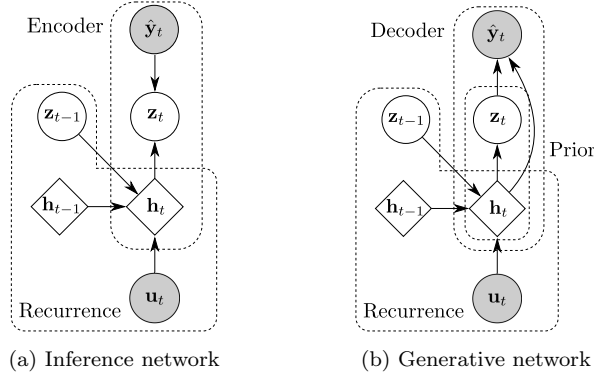 Encoder
ŷ_t
z_{t−1}
z_t
h_{t−1}
h_t
u_t
Recurrence
(a) Inference network
Decoder
ŷ_t
z_{t−1}
z_t
Prior
h_{t−1}
h_t
u_t
Recurrence
(b) Generative network